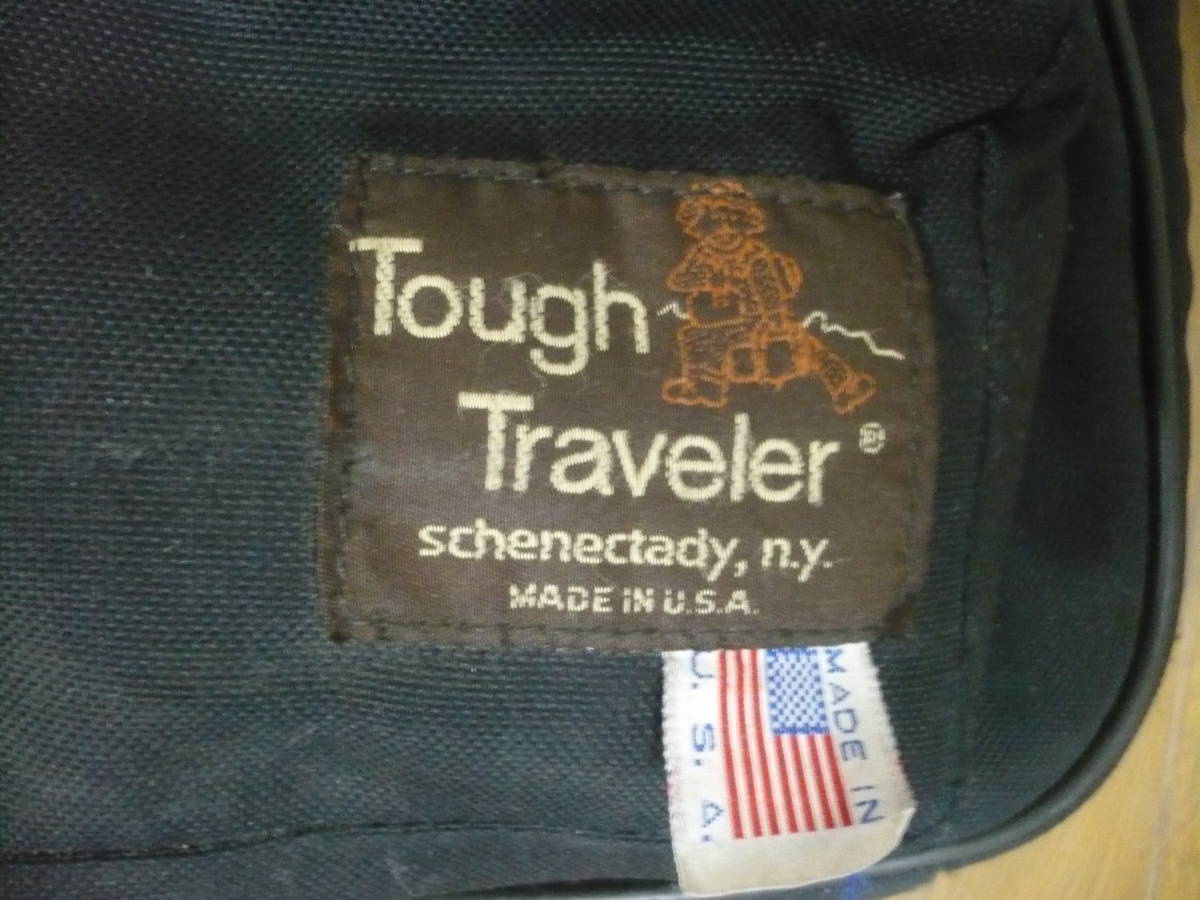 Tough
Traveler ®
schenectady, n.y.
MADE IN U.S.A.
MADE IN
U. S. A.